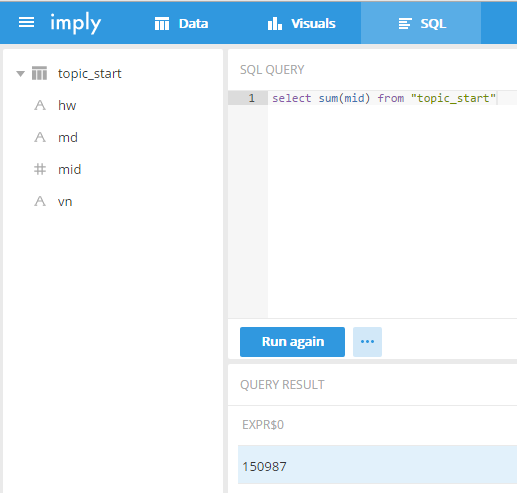 imply
Data
Visuals
SQL
topic_start
A hw
A md
# mid
A vn
SQL QUERY
1 select sum(mid) from "topic_start"
Run again
...
QUERY RESULT
EXPR$0
150987